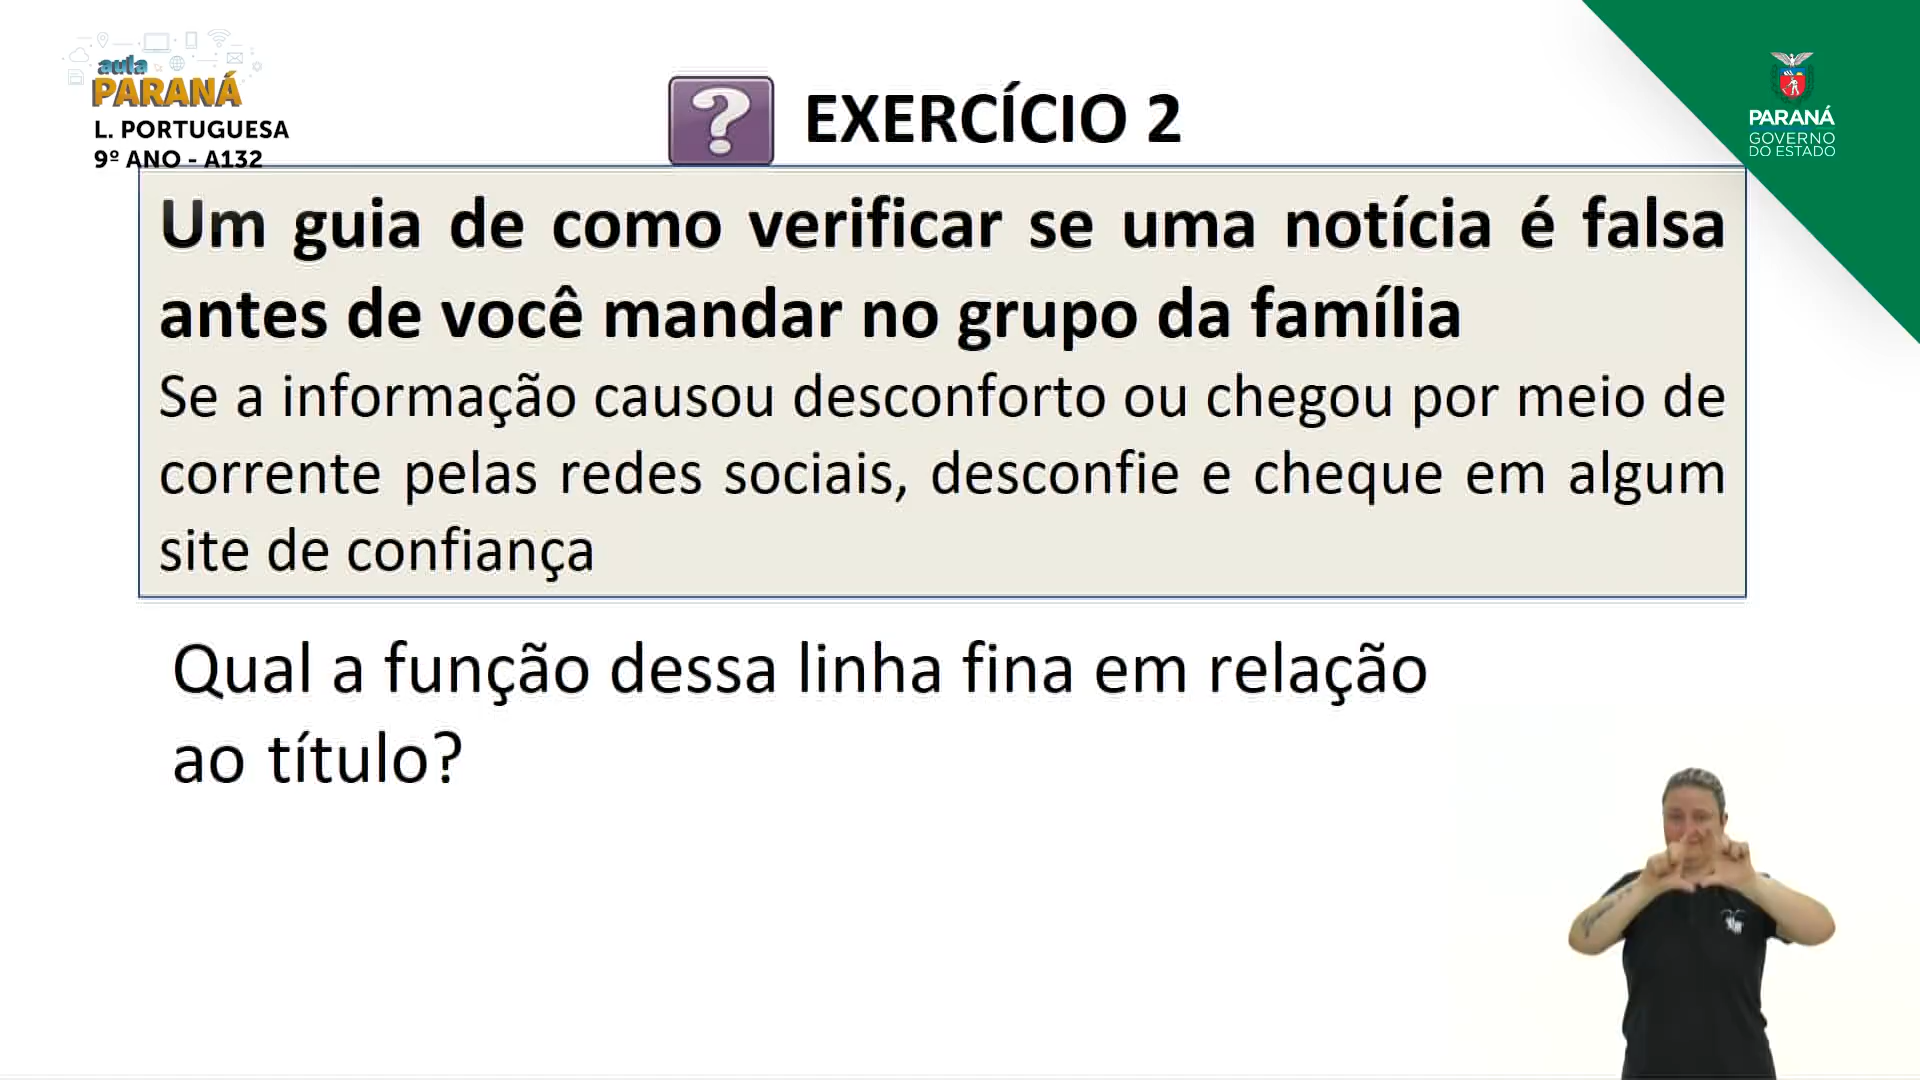 aula
PARANÁ
L. PORTUGUESA
9º ANO - A132
? EXERCÍCIO 2
PARANÁ
GOVERNO
DO ESTADO
Um guia de como verificar se uma notícia é falsa
antes de você mandar no grupo da família
Se a informação causou desconforto ou chegou por meio de
corrente pelas redes sociais, desconfie e cheque em algum
site de confiança
Qual a função dessa linha fina em relação
ao título?